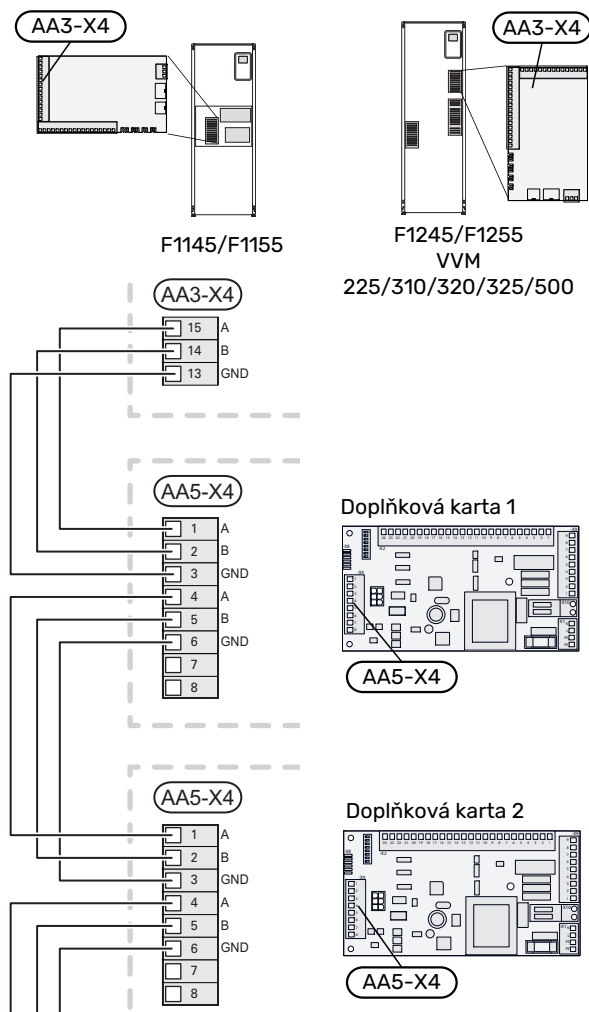 AA3-X4
AA3-X4
F1145/F1155
F1245/F1255
VVM
225/310/320/325/500
AA3-X4
15 A
14 B
13 GND
AA5-X4
1 A
2 B
3 GND
4 A
5 B
6 GND
7
8
Doplňková karta 1
AA5-X4
AA5-X4
1 A
2 B
3 GND
4 A
5 B
6 GND
7
8
Doplňková karta 2
AA5-X4